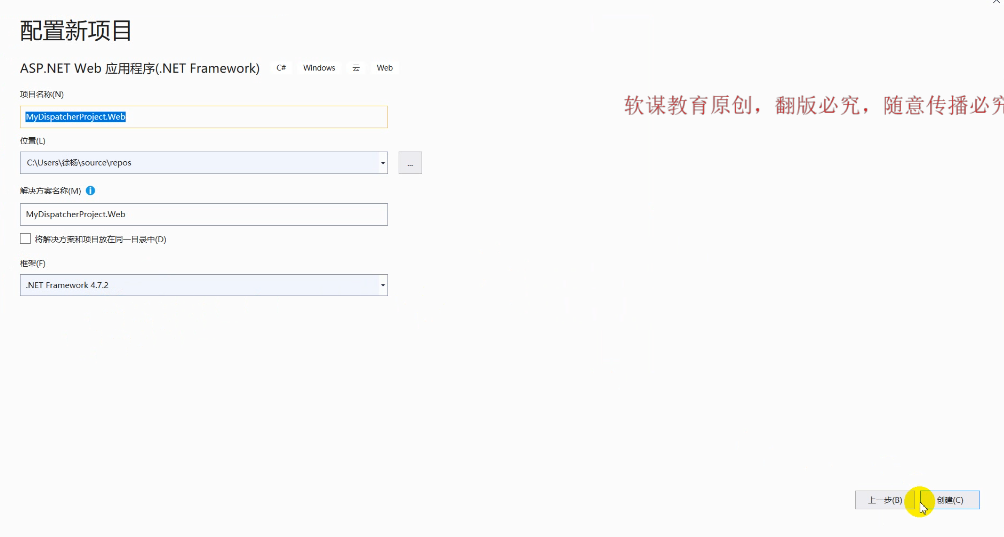 配置新项目
ASP.NET Web 应用程序(.NET Framework) C# Windows 云 Web
项目名称(N)
软谋教育原创，翻版必究，随意传播必究
MyDispatcherProject.Web
位置(L)
C:\Users\徐杨\source\repos
...
解决方案名称(M)
MyDispatcherProject.Web
将解决方案和项目放在同一目录中(D)
框架(F)
.NET Framework 4.7.2
上一步(B) 创建(C)